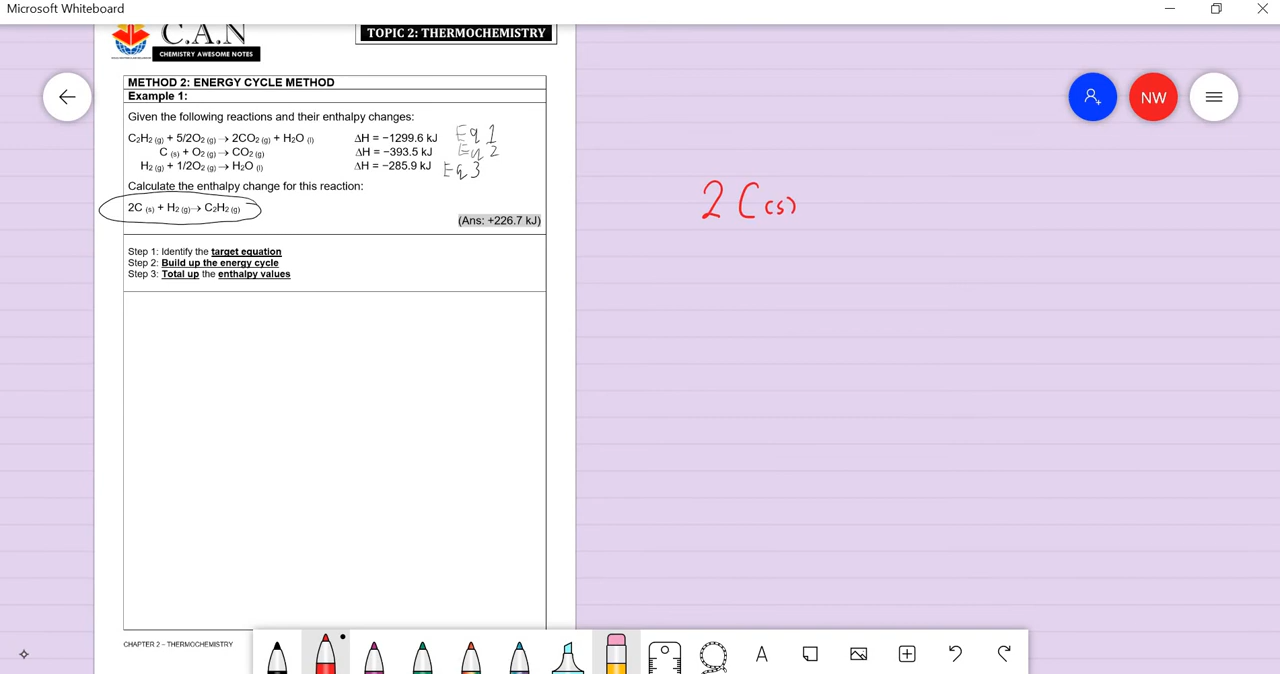 Microsoft Whiteboard
C.A.N
CHEMISTRY AWESOME NOTES
TOPIC 2: THERMOCHEMISTRY
NW
METHOD 2: ENERGY CYCLE METHOD
Example 1:
Given the following reactions and their enthalpy changes:
C2H2 (g) + 5/2O2 (g) → 2CO2 (g) + H2O (l) ΔH = −1299.6 kJ Eq 1
C (s) + O2 (g) → CO2 (g) ΔH = −393.5 kJ Eq 2
H2 (g) + 1/2O2 (g) → H2O (l) ΔH = −285.9 kJ Eq 3
Calculate the enthalpy change for this reaction:
2C (s) + H2 (g) → C2H2 (g)
(Ans: +226.7 kJ)
2 C (s)
Step 1: Identify the target equation
Step 2: Build up the energy cycle
Step 3: Total up the enthalpy values
CHAPTER 2 – THERMOCHEMISTRY
A